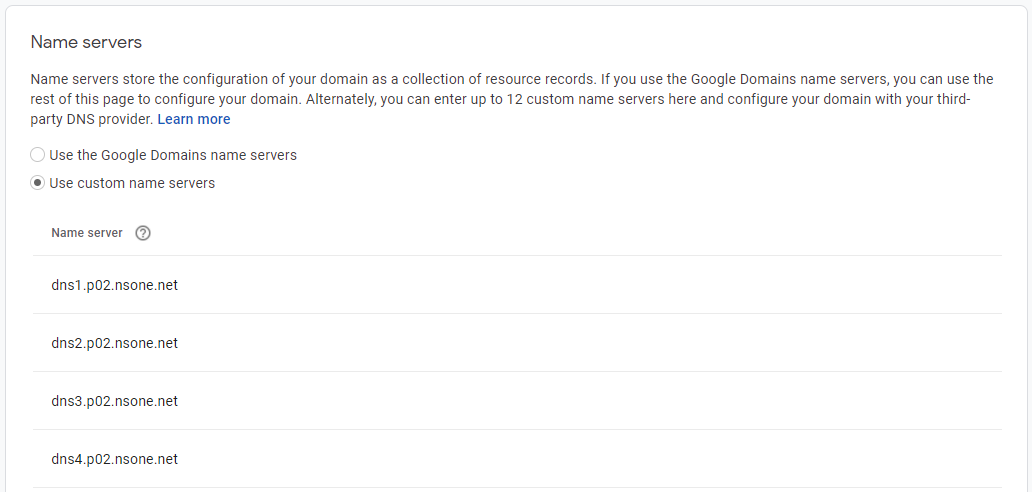 Name servers
Name servers store the configuration of your domain as a collection of resource records. If you use the Google Domains name servers, you can use the
rest of this page to configure your domain. Alternately, you can enter up to 12 custom name servers here and configure your domain with your third-
party DNS provider. Learn more
Use the Google Domains name servers
Use custom name servers
Name server ?
dns1.p02.nsone.net
dns2.p02.nsone.net
dns3.p02.nsone.net
dns4.p02.nsone.net